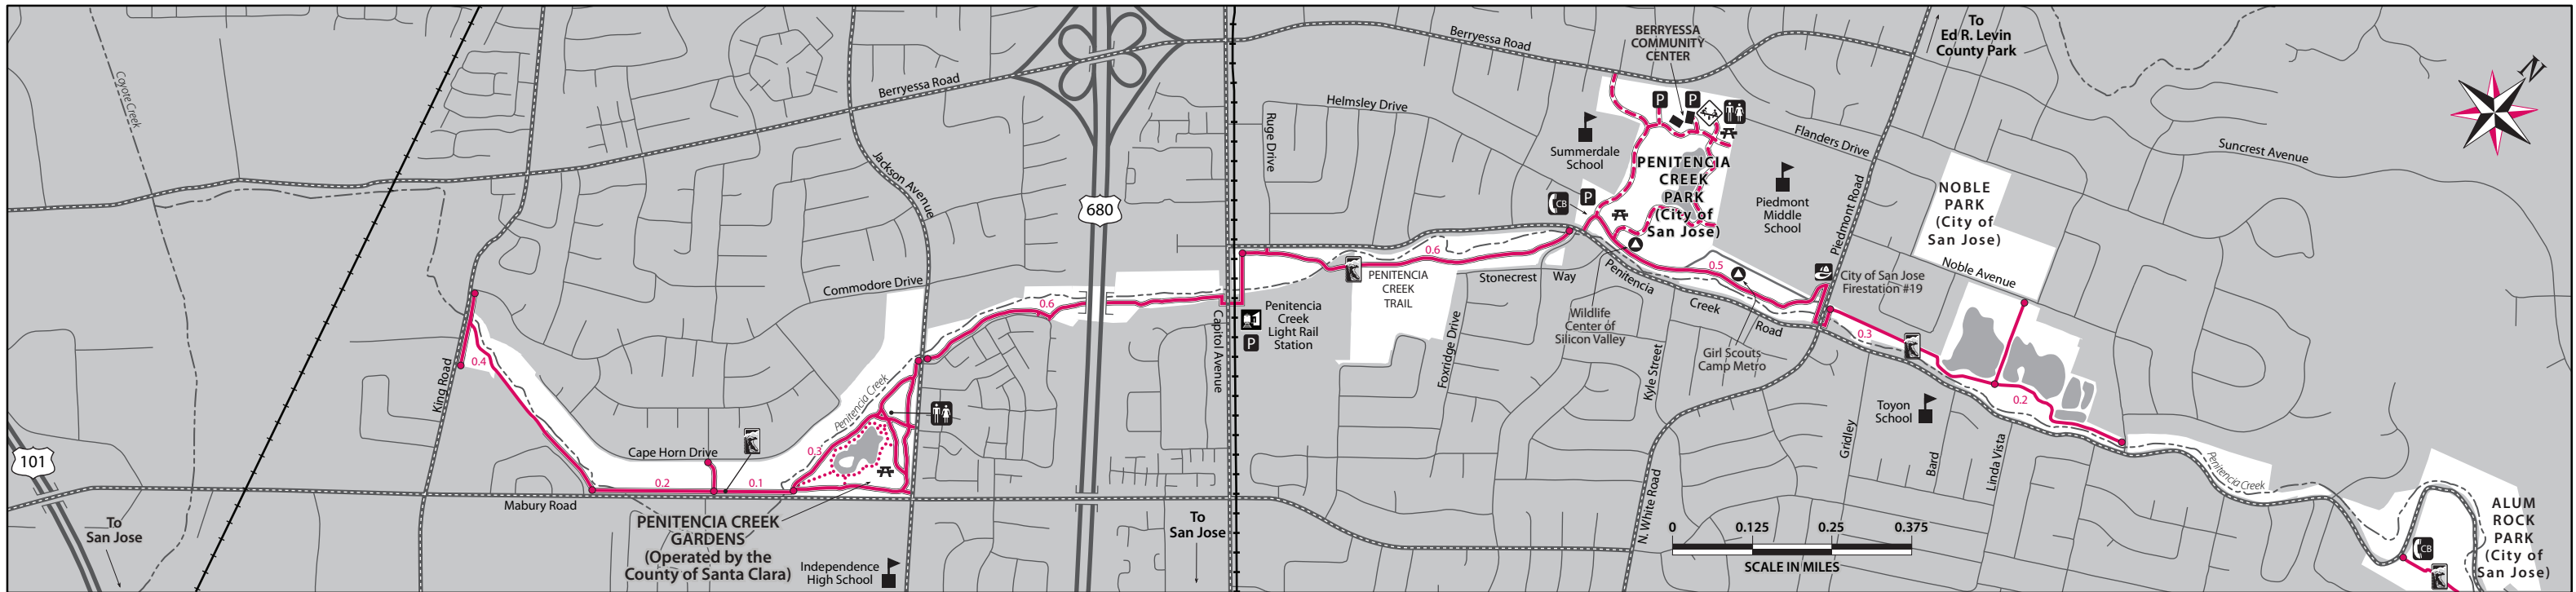 To
Ed R. Levin
County Park
N
BERRYESSA
COMMUNITY
CENTER
Berryessa Road
Berryessa Road
Coyote Creek
Helmsley Drive
P
P
Ruge Drive
Flanders Drive
Suncrest Avenue
Summerdale
School
Jackson Avenue
PENITENCIA
CREEK
PARK
(City of
San Jose)
Piedmont
Middle
School
Piedmont Road
NOBLE
PARK
(City of
San Jose)
680
CB
P
Noble Avenue
0.6
0.5
City of San Jose
Firestation #19
Commodore Drive
PENITENCIA
CREEK
TRAIL
Stonecrest Way
Penitencia
Creek
Road
0.6
Penitencia
Creek
Light Rail
Station
P
Capitol Avenue
Wildlife
Center of
Silicon Valley
Girl Scouts
Camp Metro
0.3
0.4
King Road
Foxridge Drive
Kyle Street
Penitencia Creek
Toyon
School
0.2
Gridley
Bard
Linda Vista
Cape Horn Drive
0.3
0.2
0.1
Penitencia Creek
101
Mabury Road
To
San Jose
PENITENCIA CREEK
GARDENS
(Operated by the
County of Santa Clara)
Independence
High School
To
San Jose
N. White Road
0 0.125 0.25 0.375
SCALE IN MILES
ALUM
ROCK
PARK
(City of
San Jose)
CB